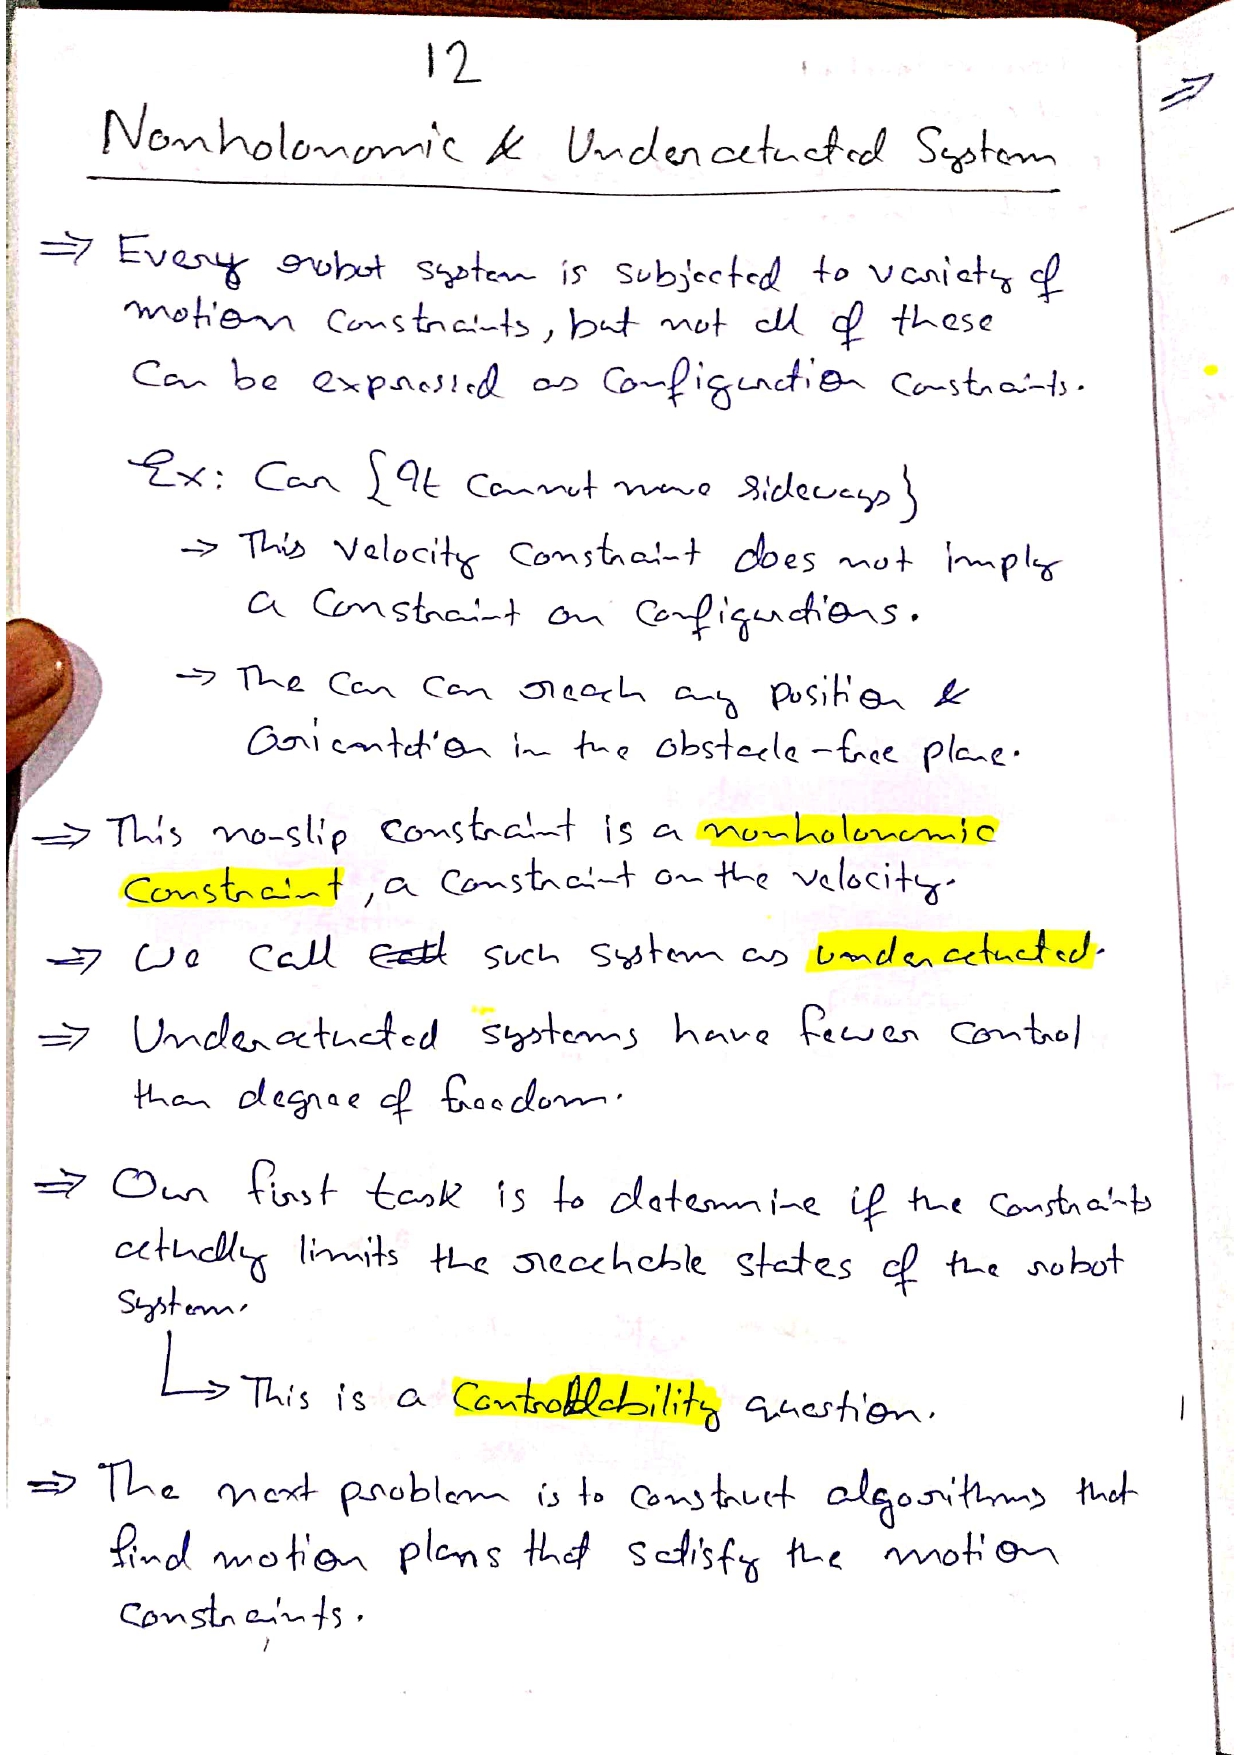 12
Nonholonomic & Underactuated System
⇒ Every robot system is subjected to variety of
motion constraints, but not all of these
Can be expressed as configuration constraints.
Ex: Car {It cannot move sideways}
→ This velocity constraint does not imply
a constraint on configurations.
→ The car can reach any position &
Orientation in the obstacle-free plane.
⇒ This no-slip constraint is a nonholonomic
constraint, a constraint on the velocity.
⇒ We call such system as underactuated.
⇒ Underactuated systems have fewer control
than degree of freedom.
⇒ Our first task is to determine if the constraints
actually limits the reachable states of the robot
system.
↳ This is a Controllability question.
⇒ The next problem is to construct algorithms that
find motion plans that satisfy the motion
constraints.
⇒